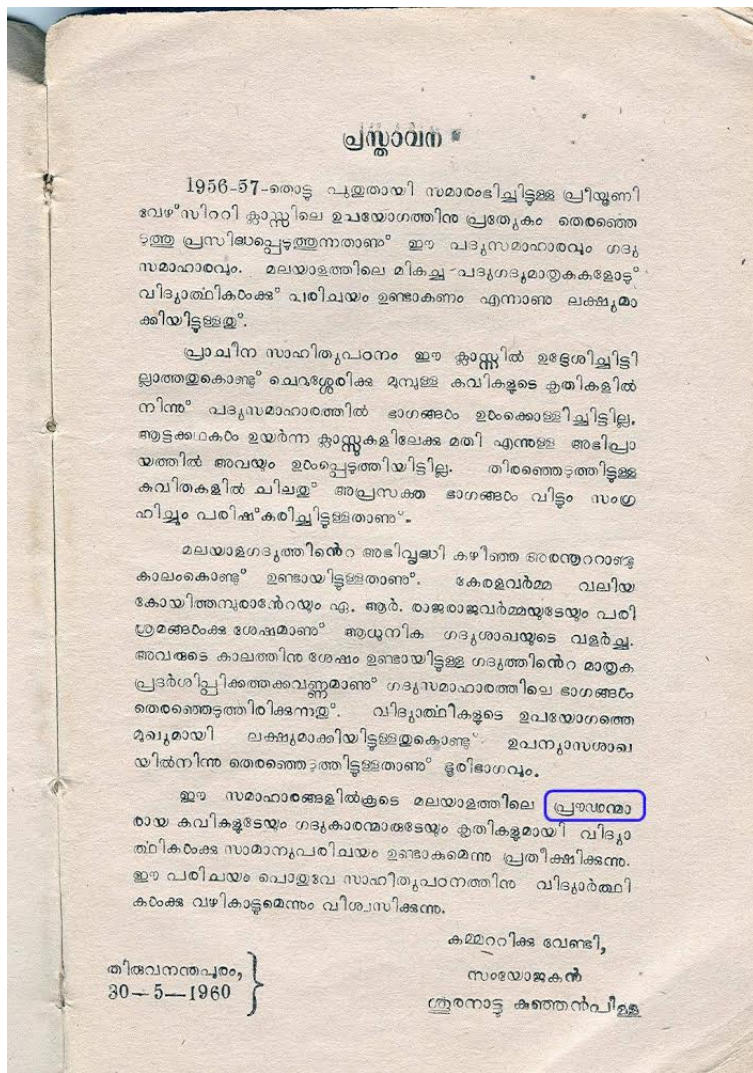 പ്രസ്താവന
1956-57-തൊട്ടു പുതുതായി സമാരംഭിച്ചിട്ടുള്ള പ്രീയൂണി
വേഴ്‌സിററി ക്ലാസ്സിലെ ഉപയോഗത്തിനു പ്രത്യേകം തെരഞ്ഞെ
ടുത്തു പ്രസിദ്ധപ്പെടുത്തുന്നതാണു് ഈ പദ്യസമാഹാരവും ഗദ്യ
സമാഹാരവും. മലയാളത്തിലെ മികച്ച പദ്യഗദ്യമാതൃകകളോടു്
വിദ്യാർത്ഥികൾക്കു് പരിചയം ഉണ്ടാകണം എന്നാണു ലക്ഷ്യമാ
ക്കിയിട്ടുള്ളതു്.
പ്രാചീന സാഹിത്യപഠനം ഈ ക്ലാസ്സിൽ ഉദ്ദേശിച്ചിട്ടി
ല്ലാത്തതുകൊണ്ടു് ചെറുശ്ശേരിക്കു മുമ്പുള്ള കവികളുടെ കൃതികളിൽ
നിന്നു് പദ്യസമാഹാരത്തിൽ ഭാഗങ്ങൾ ഉൾക്കൊള്ളിച്ചിട്ടില്ല.
ആട്ടക്കഥകൾ ഉയർന്ന ക്ലാസ്സുകളിലേക്കു മതി എന്നുള്ള അഭിപ്രാ
യത്തിൽ അവയും ഉൾപ്പെടുത്തിയിട്ടില്ല. തിരഞ്ഞെടുത്തിട്ടുള്ള
കവിതകളിൽ ചിലതു് അപ്രസക്ത ഭാഗങ്ങൾ വിട്ടും സംഗ്ര
ഹിച്ചും പരിഷ്കരിച്ചിട്ടുള്ളതാണു്.
മലയാളഗദ്യത്തിൻെറ അഭിവൃദ്ധി കഴിഞ്ഞ അരനൂററാണ്ടു
കാലംകൊണ്ടു് ഉണ്ടായിട്ടുള്ളതാണു്. കേരളവർമ്മ വലിയ
കോയിത്തമ്പുരാൻേറയും ഏ. ആർ. രാജരാജവർമ്മയുടേയും പരി
ശ്രമങ്ങൾക്കു ശേഷമാണു് ആധുനിക ഗദ്യശാഖയുടെ വളർച്ച.
അവരുടെ കാലത്തിനു ശേഷം ഉണ്ടായിട്ടുള്ള ഗദ്യത്തിൻെറ മാതൃക
പ്രദർശിപ്പിക്കത്തക്കവണ്ണമാണു് ഗദ്യസമാഹാരത്തിലെ ഭാഗങ്ങൾ
തെരഞ്ഞെടുത്തിരിക്കുന്നതു്. വിദ്യാർത്ഥികളുടെ ഉപയോഗത്തെ
മുഖ്യമായി ലക്ഷ്യമാക്കിയിട്ടുള്ളതുകൊണ്ടു് ഉപന്യാസശാഖ
യിൽനിന്നു തെരഞ്ഞെടുത്തിട്ടുള്ളതാണു് ഭൂരിഭാഗവും.
ഈ സമാഹാരങ്ങളിൽകൂടെ മലയാളത്തിലെ പ്രൗഢന്മാ
രായ കവികളുടേയും ഗദ്യകാരന്മാരുടേയും കൃതികളുമായി വിദ്യാ
ർത്ഥികൾക്കു സാമാന്യപരിചയം ഉണ്ടാകുമെന്നു പ്രതീക്ഷിക്കുന്നു.
ഈ പരിചയം പൊതുവേ സാഹിത്യപഠനത്തിനു വിദ്യാർത്ഥി
കൾക്കു വഴികാട്ടുമെന്നും വിശ്വസിക്കുന്നു.
കമ്മററിക്കു വേണ്ടി,
തിരുവനന്തപുരം,
സംയോജകൻ
30—5—1960
ശൂരനാട്ടു കുഞ്ഞൻപിള്ള